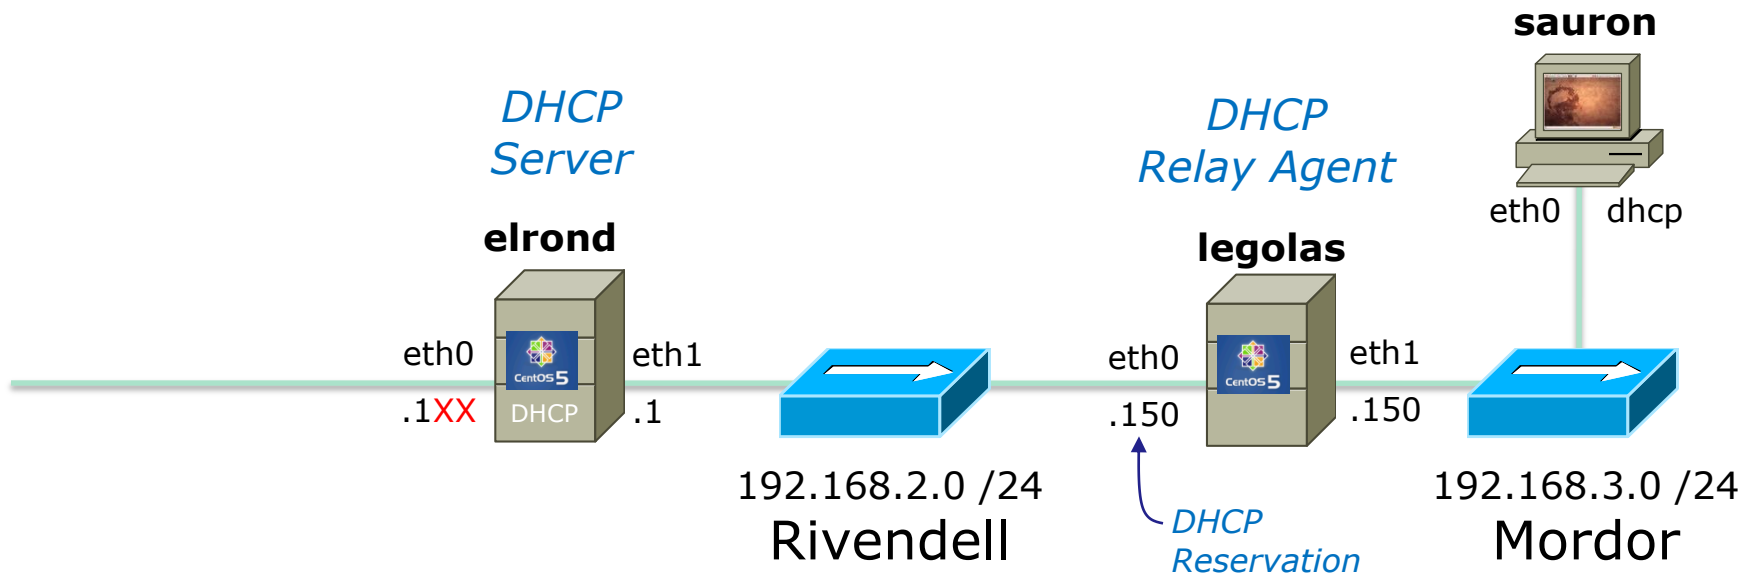 sauron
DHCP
Server
DHCP
Relay Agent
eth0 dhcp
elrond
legolas
eth0
CentOS 5
eth1
eth0
CentOS 5
eth1
.1XX
DHCP
.1
.150
.150
192.168.2.0 /24
Rivendell
192.168.3.0 /24
Mordor
DHCP
Reservation